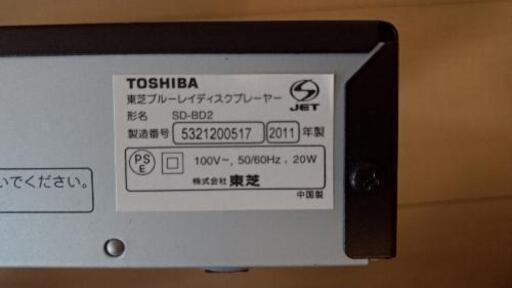 TOSHIBA
東芝ブルーレイディスクプレーヤー
JET
形名 SD-BD2
製造番号 5321200517 2011 年製
PS E 100V~, 50/60Hz, 20W
株式会社 東芝
中国製
いでください。